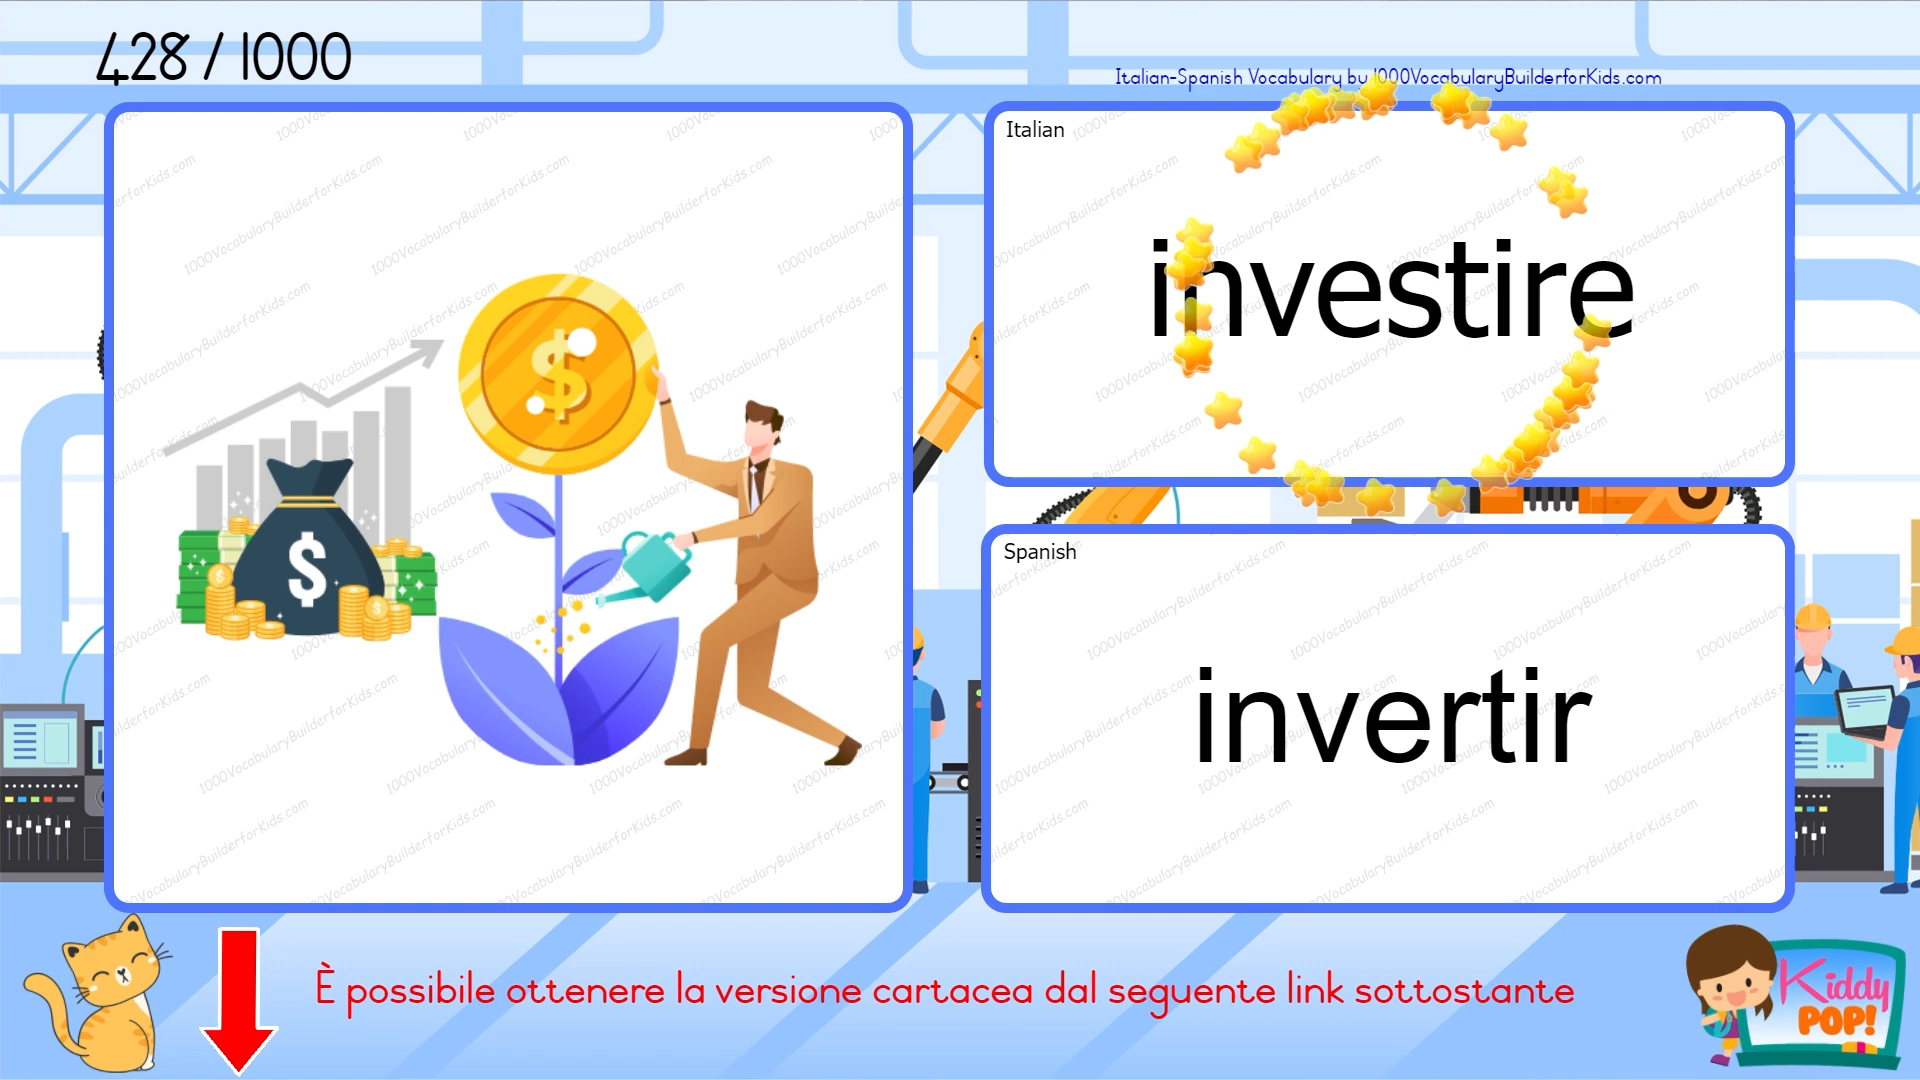 428 / 1000
Italian-Spanish Vocabulary by 1000VocabularyBuilderforKids.com
Italian
investire
Spanish
invertir
È possibile ottenere la versione cartacea dal seguente link sottostante
Kiddy
POP!